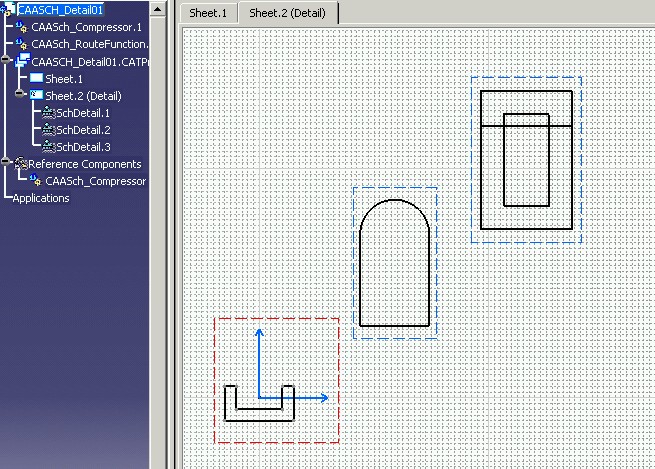 CAASCH_Detail01
CAASch_Compressor.1
CAASch_RouteFunction.
CAASCH_Detail01.CATPr
Sheet.1
Sheet.2 (Detail)
SchDetail.1
SchDetail.2
SchDetail.3
Reference Components
CAASch_Compressor
Applications
Sheet.1
Sheet.2 (Detail)